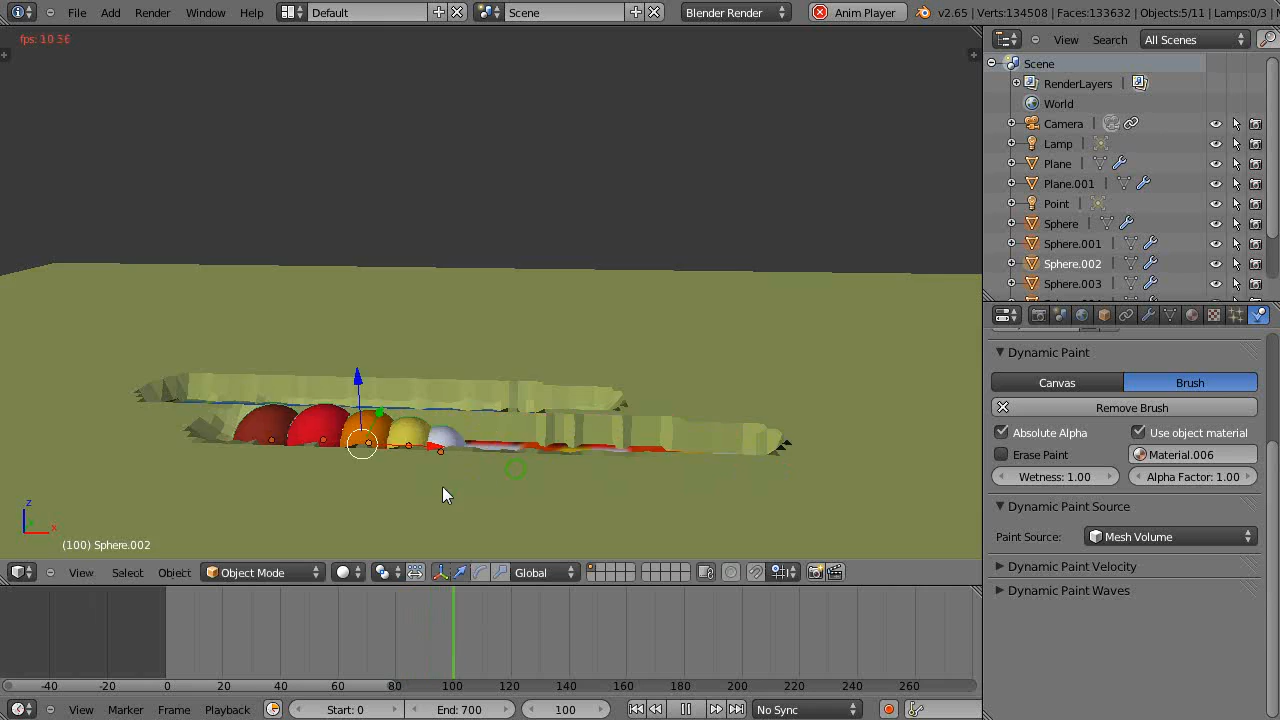 File Add Render Window Help Default Scene Blender Render Anim Player v2.65 | Verts:134508 | Faces:133632 | Objects:5/11 | Lamps:0/3 |
fps: 10.36
View Search All Scenes
Scene
RenderLayers
World
Camera
Lamp
Plane
Plane.001
Point
Sphere
Sphere.001
Sphere.002
Sphere.003
Dynamic Paint
Canvas Brush
Remove Brush
Absolute Alpha Use object material
Erase Paint Material.006
Wetness: 1.00 Alpha Factor: 1.00
Dynamic Paint Source
Paint Source: Mesh Volume
Dynamic Paint Velocity
Dynamic Paint Waves
z
x
(100) Sphere.002
View Select Object Object Mode Global
-40 -20 0 20 40 60 80 100 120 140 160 180 200 220 240 260
View Marker Frame Playback Start: 0 End: 700 100 No Sync